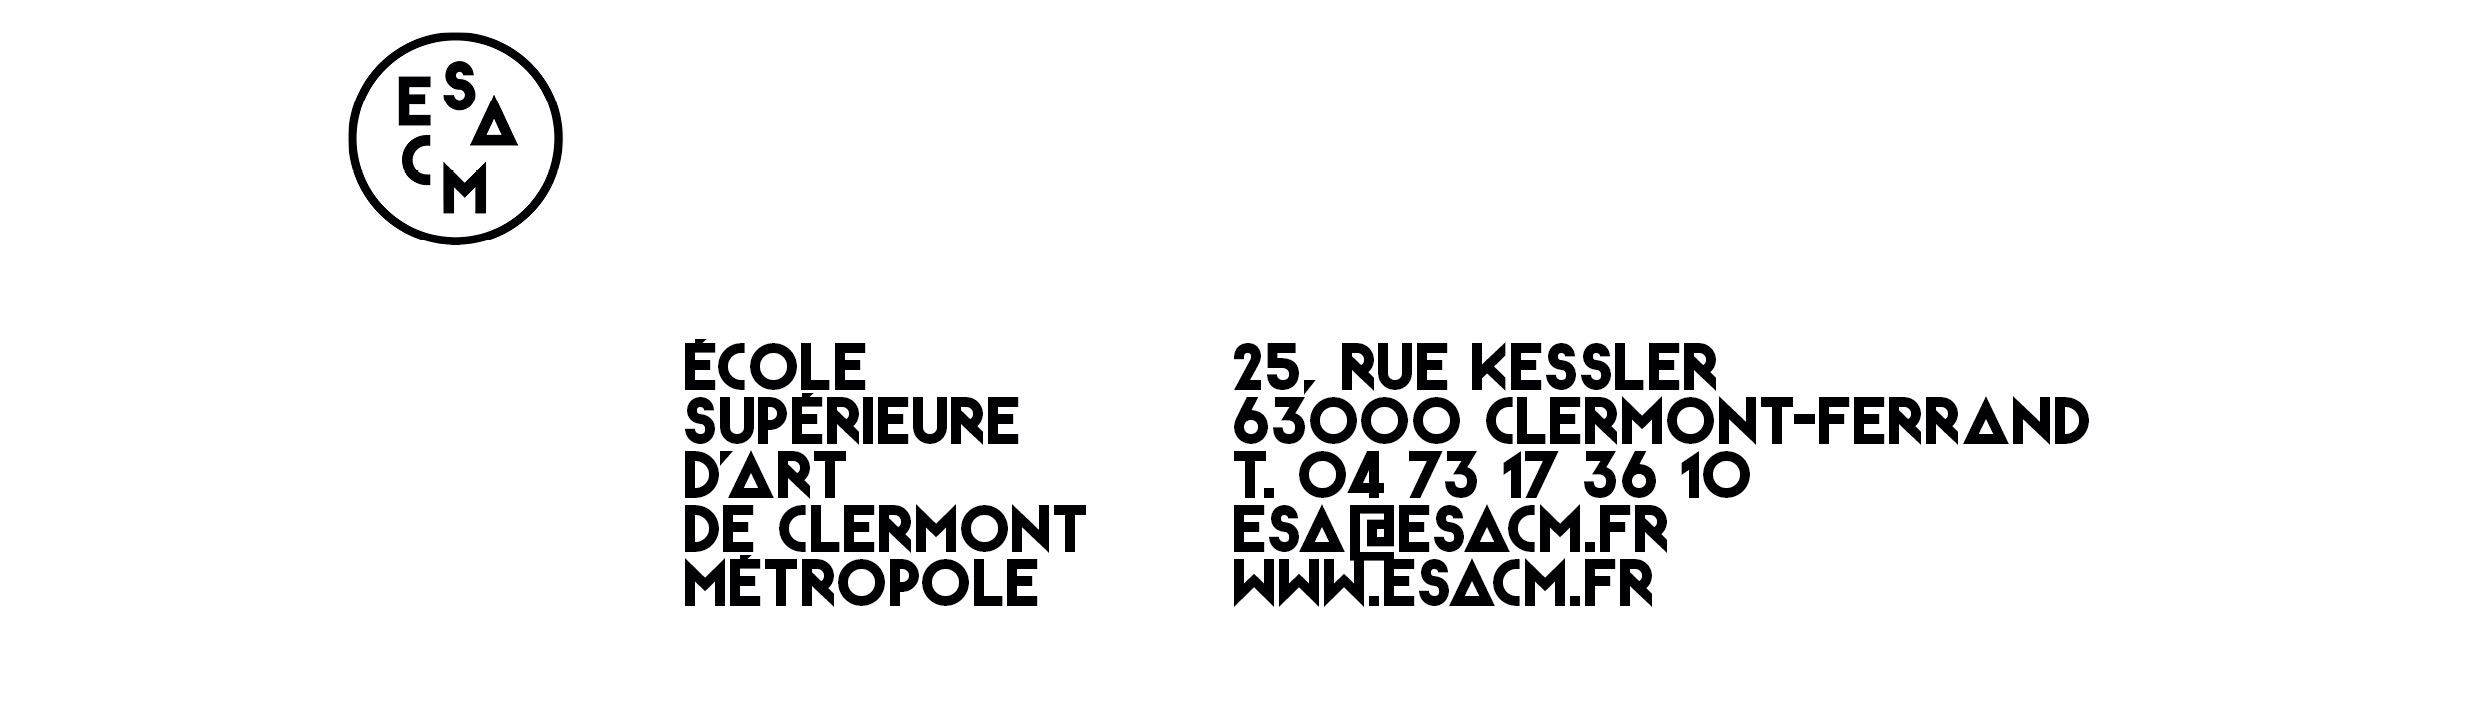 ESACM
ÉCOLE
SUPÉRIEURE
D'ART
DE CLERMONT
MÉTROPOLE
25, RUE KESSLER
63000 CLERMONT-FERRAND
T. 04 73 17 36 10
ESA@ESACM.FR
WWW.ESACM.FR